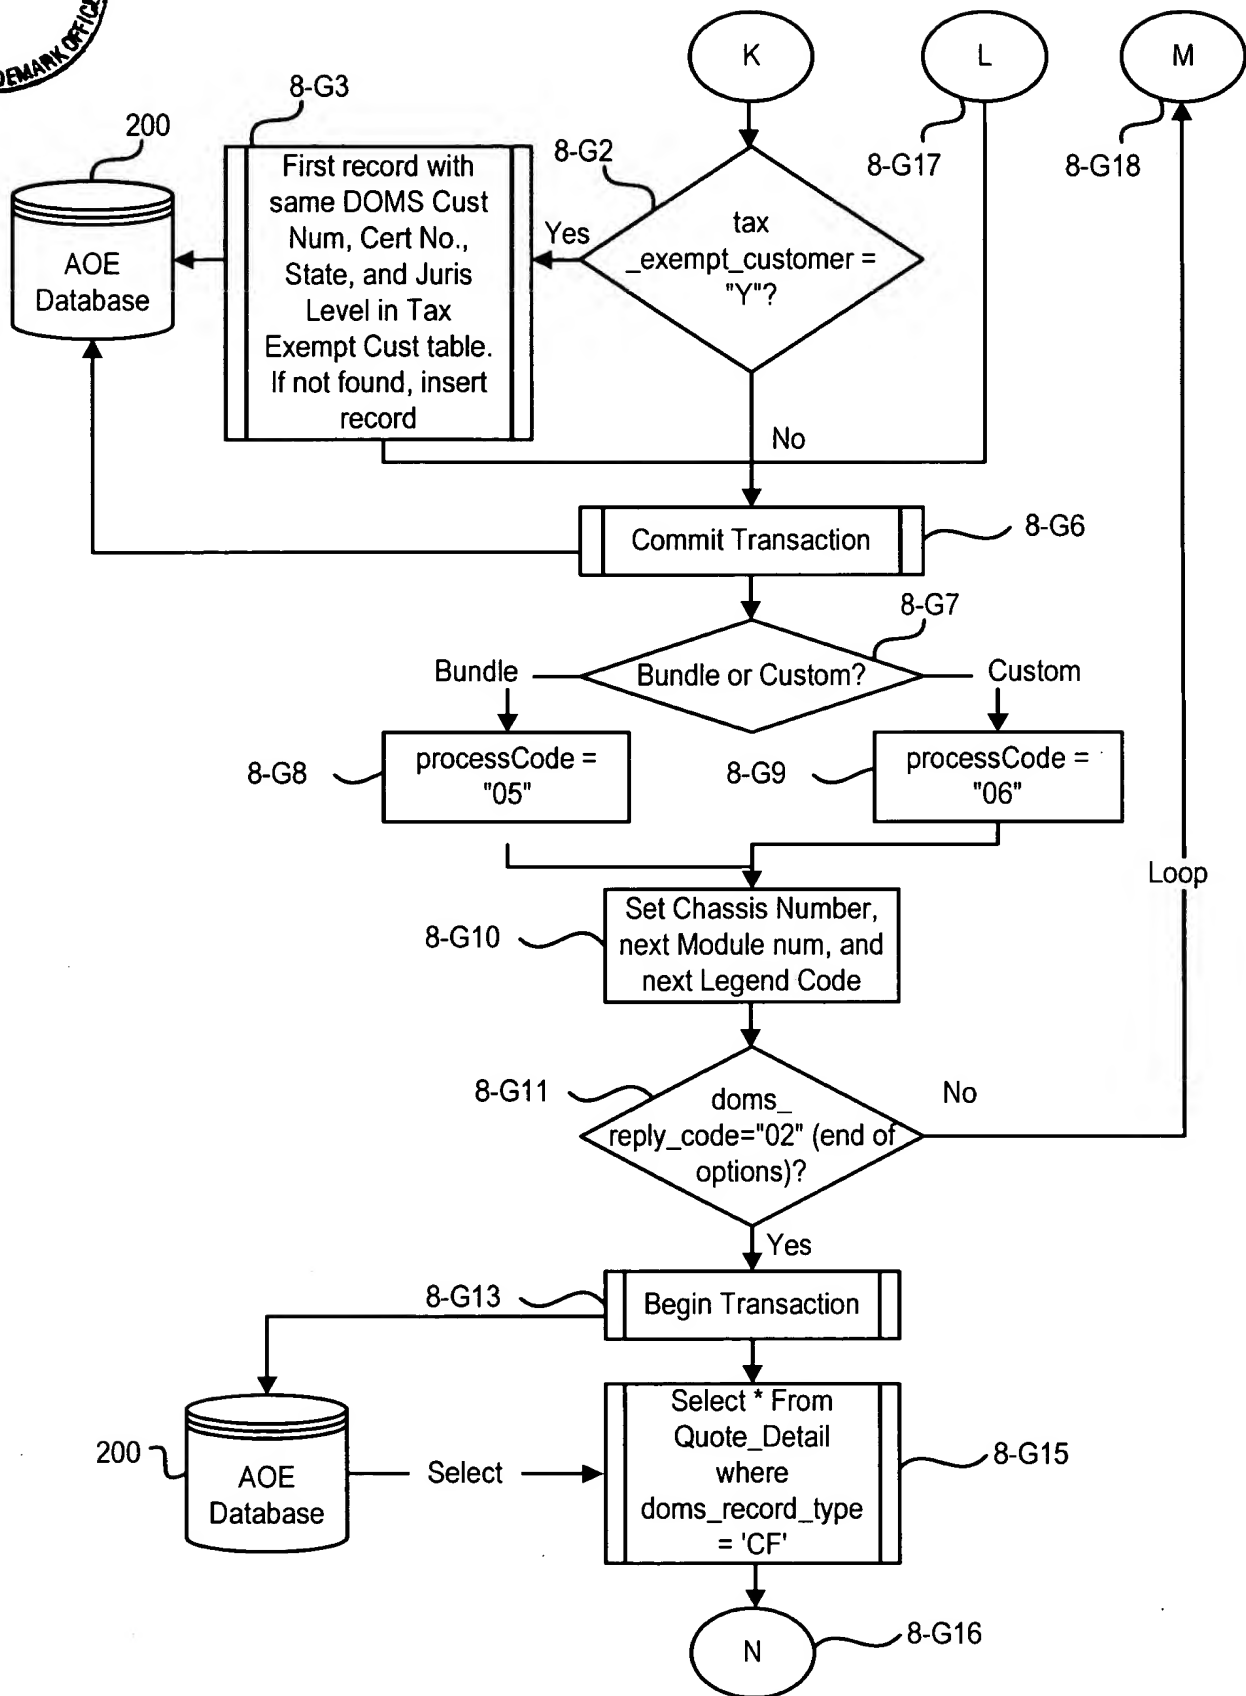 DEMARK OFFICE
K
L
M
8-G3
200
8-G2
8-G17
8-G18
First record with
same DOMS Cust
Num, Cert No.,
State, and Juris
Level in Tax
Exempt Cust table.
If not found, insert
record
Yes
tax
_exempt_customer =
"Y"?
AOE
Database
No
Commit Transaction
8-G6
8-G7
Bundle
Bundle or Custom?
Custom
8-G8
processCode =
"05"
8-G9
processCode =
"06"
Loop
8-G10
Set Chassis Number,
next Module num, and
next Legend Code
8-G11
doms_
reply_code="02" (end of
options)?
No
Yes
8-G13
Begin Transaction
200
AOE
Database
Select
Select * From
Quote_Detail
where
doms_record_type
= 'CF'
8-G15
N
8-G16